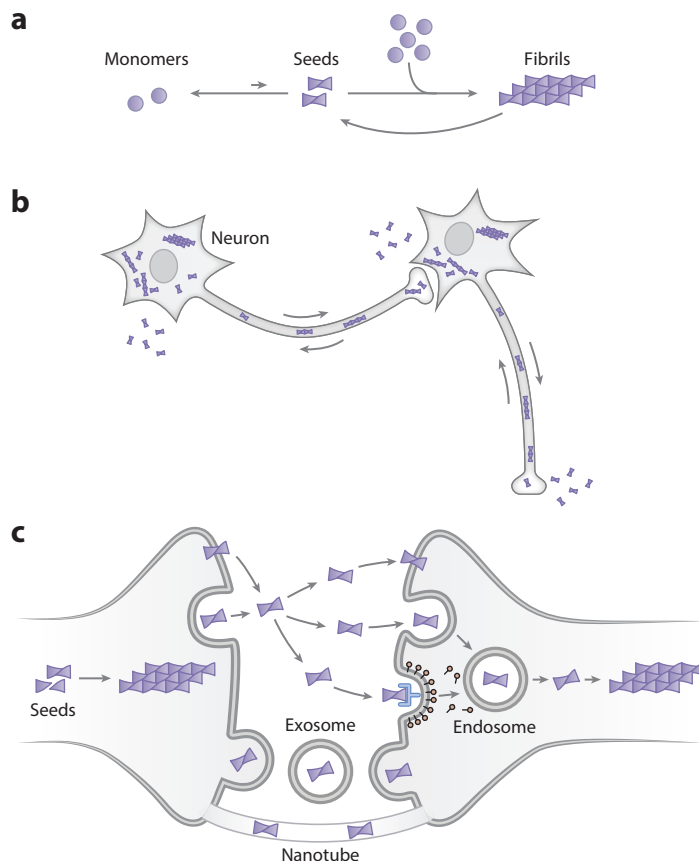 a
Monomers
Seeds
Fibrils
b
Neuron
c
Seeds
Exosome
Endosome
Nanotube